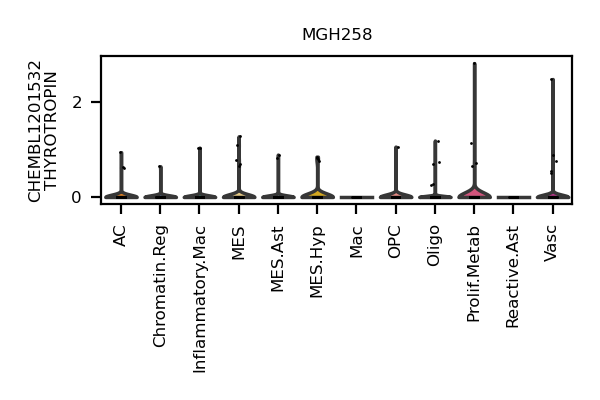 MGH258
CHEMBL1201532
THYROTROPIN
2
0
AC
Chromatin.Reg
Inflammatory.Mac
MES
MES.Ast
MES.Hyp
Mac
OPC
Oligo
Prolif.Metab
Reactive.Ast
Vasc